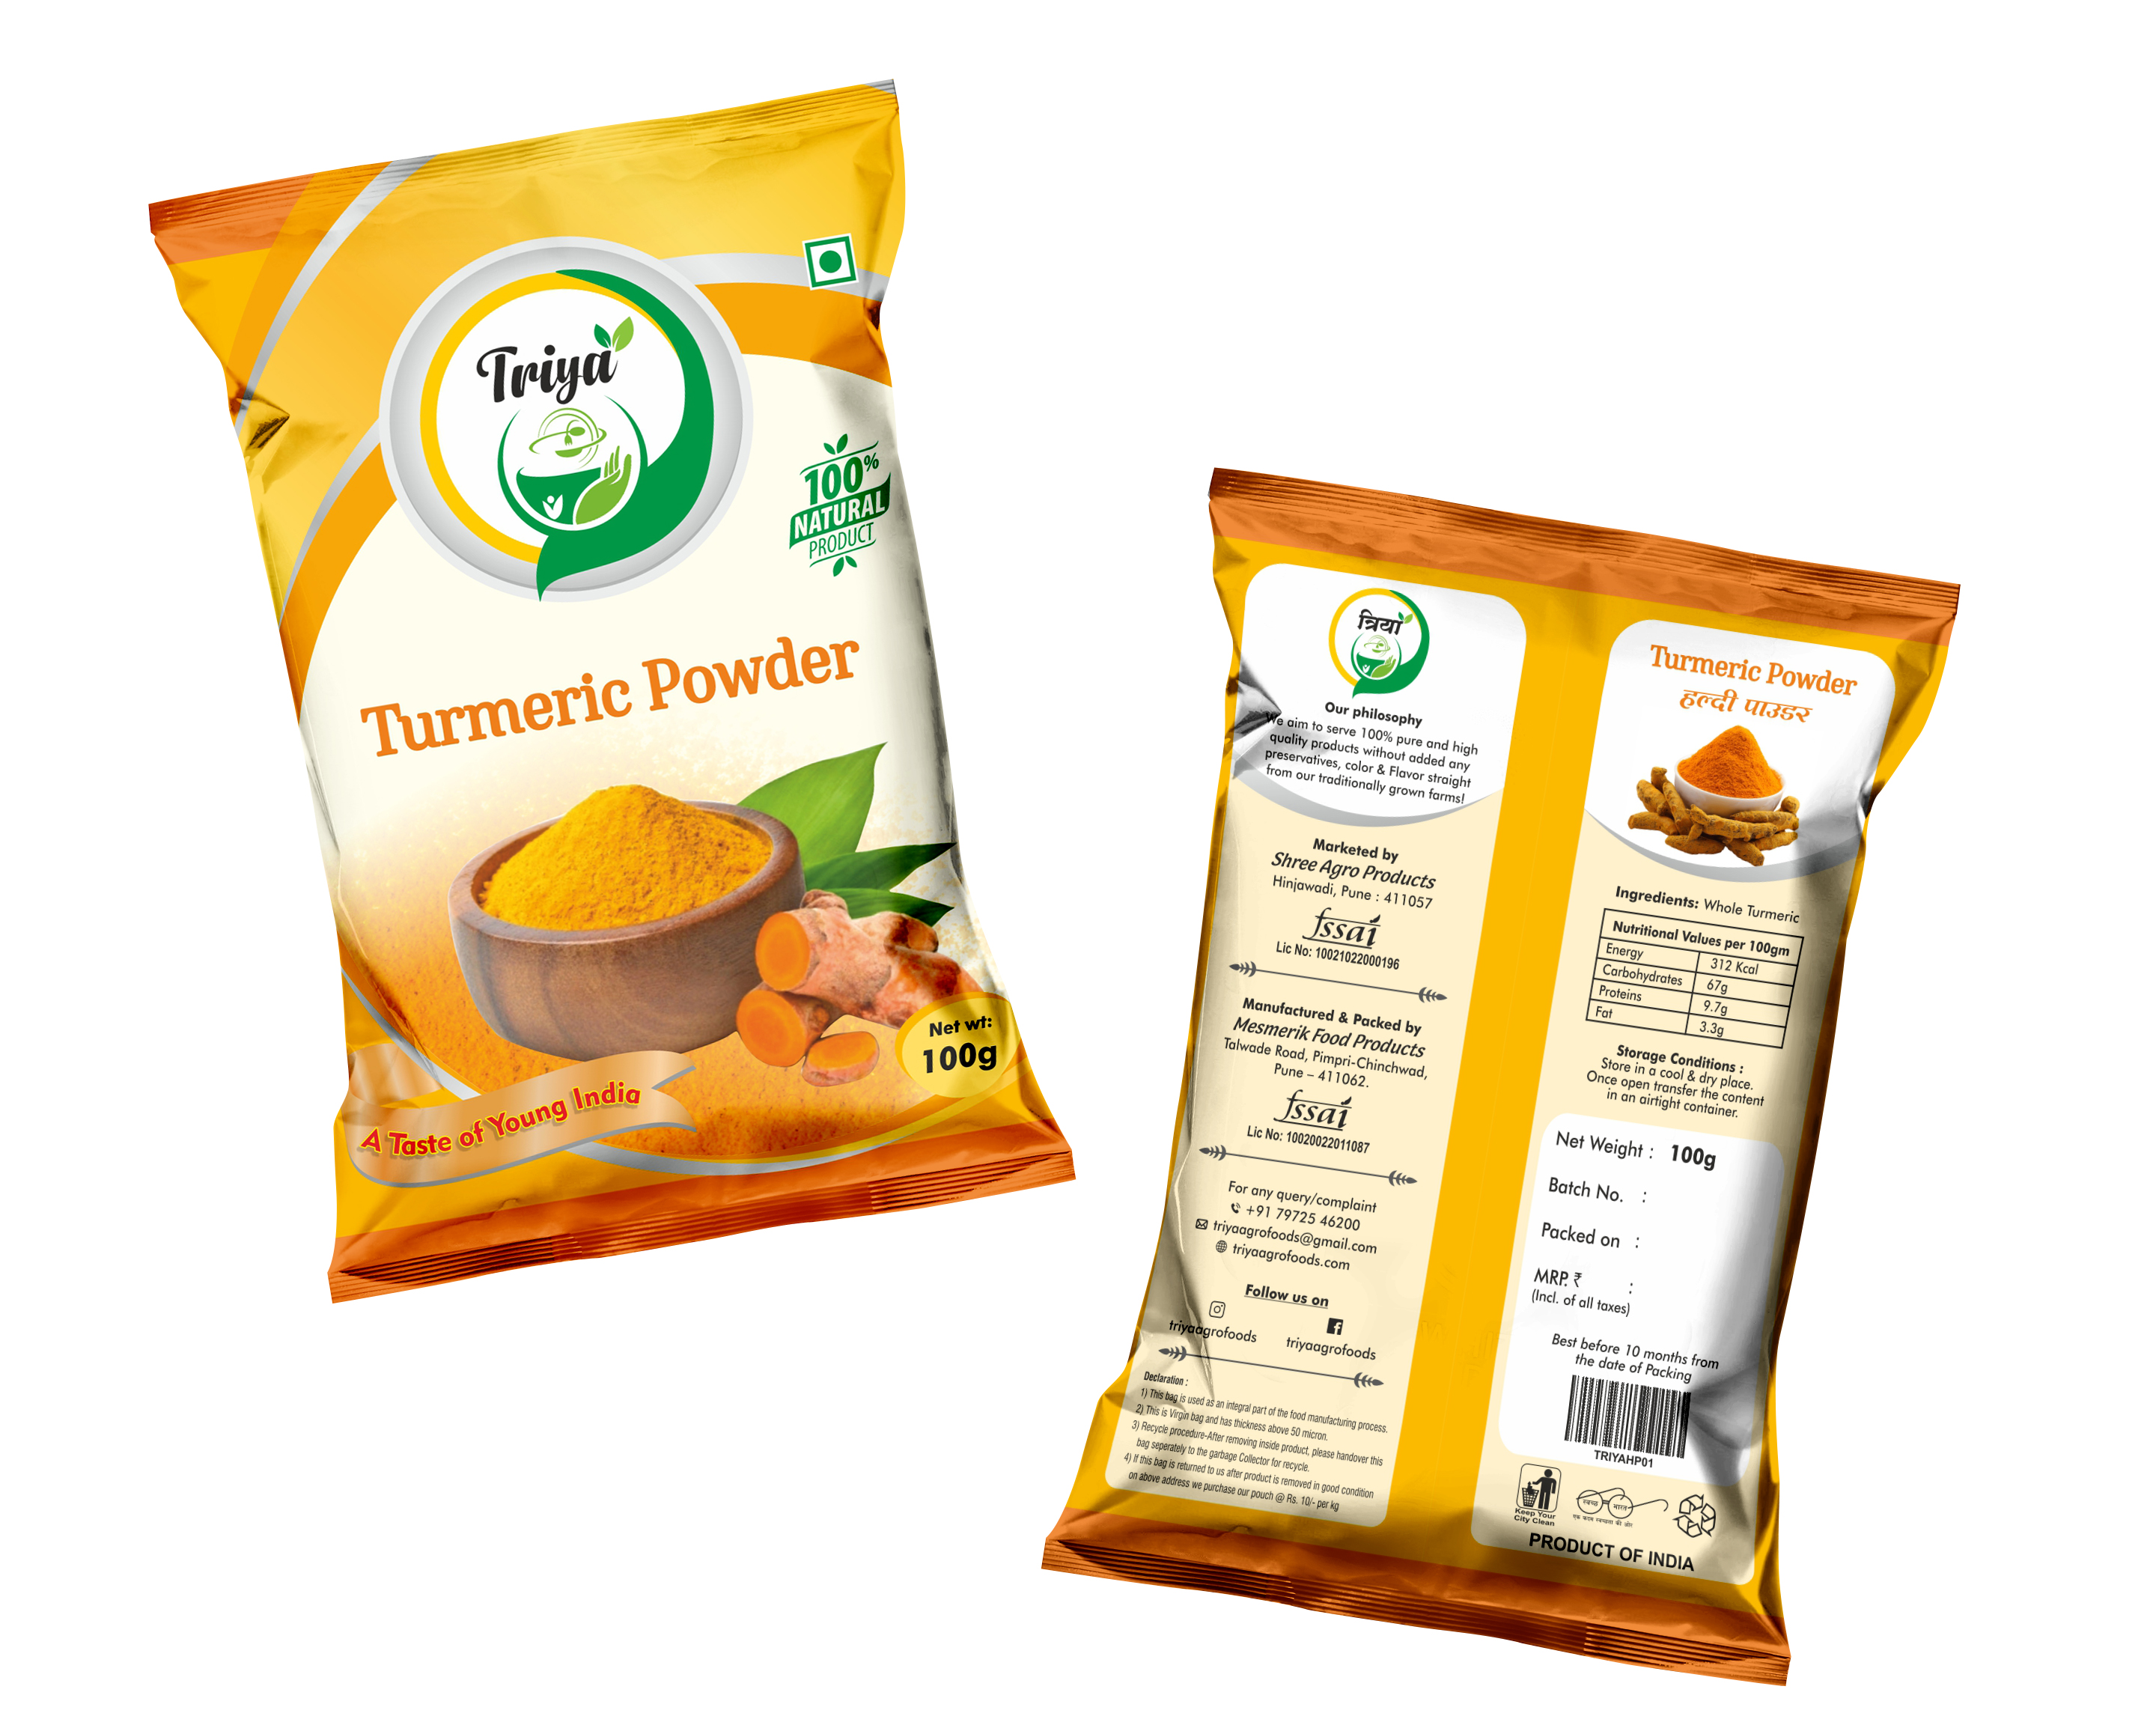 Triya
100%
NATURAL
PRODUCT
Turmeric Powder
Net wt:
100g
A Taste of Young India
त्रिया
Our philosophy
We aim to serve 100% pure and high
quality products without added any
preservatives, color & Flavor straight
from our traditionally grown farms!
Marketed by
Shree Agro Products
Hinjawadi, Pune : 411057
fssai
Lic No: 10021022000196
Manufactured & Packed by
Mesmerik Food Products
Talwade Road, Pimpri-Chinchwad,
Pune – 411062.
fssai
Lic No: 10020022011087
For any query/complaint
+91 79725 46200
triyaagrofoods@gmail.com
triyaagrofoods.com
Follow us on
triyaagrofoods
triyaagrofoods
Declaration :
1) This bag is used as an integral part of the food manufacturing process.
2) This is Virgin bag and has thickness above 50 micron.
3) Recycle procedure-After removing inside product, please handover this
bag seperately to the garbage Collector for recycle.
4) If this bag is returned to us after product is removed in good condition
on above address we purchase our pouch @ Rs. 10/- per kg
Turmeric Powder
हल्दी पाउडर
Ingredients: Whole Turmeric
Nutritional Values per 100gm
Energy 312 Kcal
Carbohydrates 67g
Proteins 9.7g
Fat 3.3g
Storage Conditions :
Store in a cool & dry place.
Once open transfer the content
in an airtight container.
Net Weight : 100g
Batch No. :
Packed on :
MRP. ₹ :
(Incl. of all taxes)
Best before 10 months from
the date of Packing
TRIYAHP01
Keep Your
City Clean
स्वच्छ भारत
एक कदम स्वच्छता की ओर
PRODUCT OF INDIA